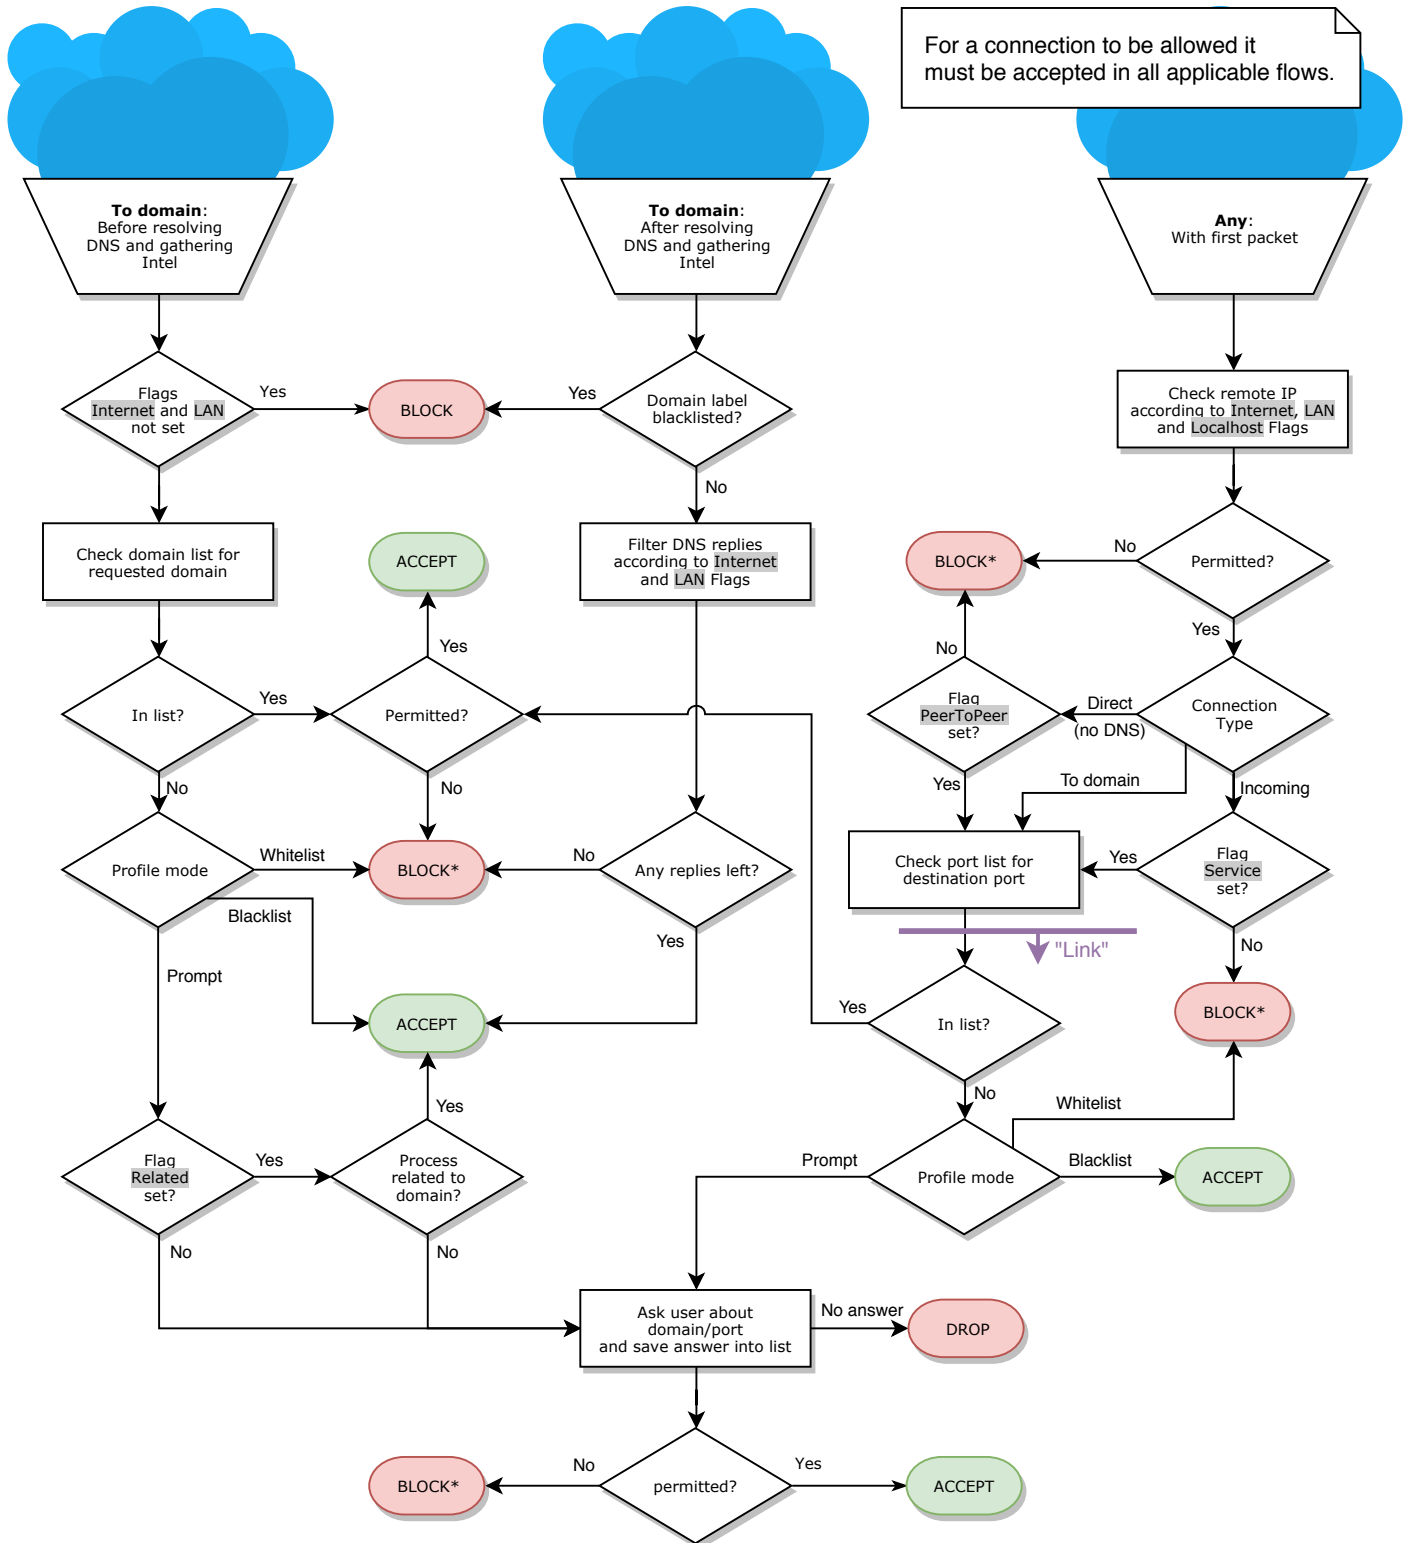 For a connection to be allowed it
must be accepted in all applicable flows.
To domain:
Before resolving
DNS and gathering
Intel
To domain:
After resolving
DNS and gathering
Intel
Any:
With first packet
Flags
Internet and LAN
not set
Yes
BLOCK
Yes
Domain label
blacklisted?
No
Check remote IP
according to Internet, LAN
and Localhost Flags
Check domain list for
requested domain
ACCEPT
Filter DNS replies
according to Internet
and LAN Flags
BLOCK*
No
Permitted?
Yes
In list?
Yes
Permitted?
Yes
No
No
Flag
PeerToPeer
set?
No
Yes
Direct
(no DNS)
Connection
Type
To domain
Incoming
Profile mode
Whitelist
BLOCK*
No
Any replies left?
Yes
Check port list for
destination port
Yes
Flag
Service
set?
No
Blacklist
Prompt
"Link"
ACCEPT
Yes
In list?
No
BLOCK*
Whitelist
Flag
Related
set?
Yes
No
Process
related to
domain?
Yes
No
Prompt
Profile mode
Blacklist
ACCEPT
Ask user about
domain/port
and save answer into list
No answer
DROP
BLOCK*
No
permitted?
Yes
ACCEPT